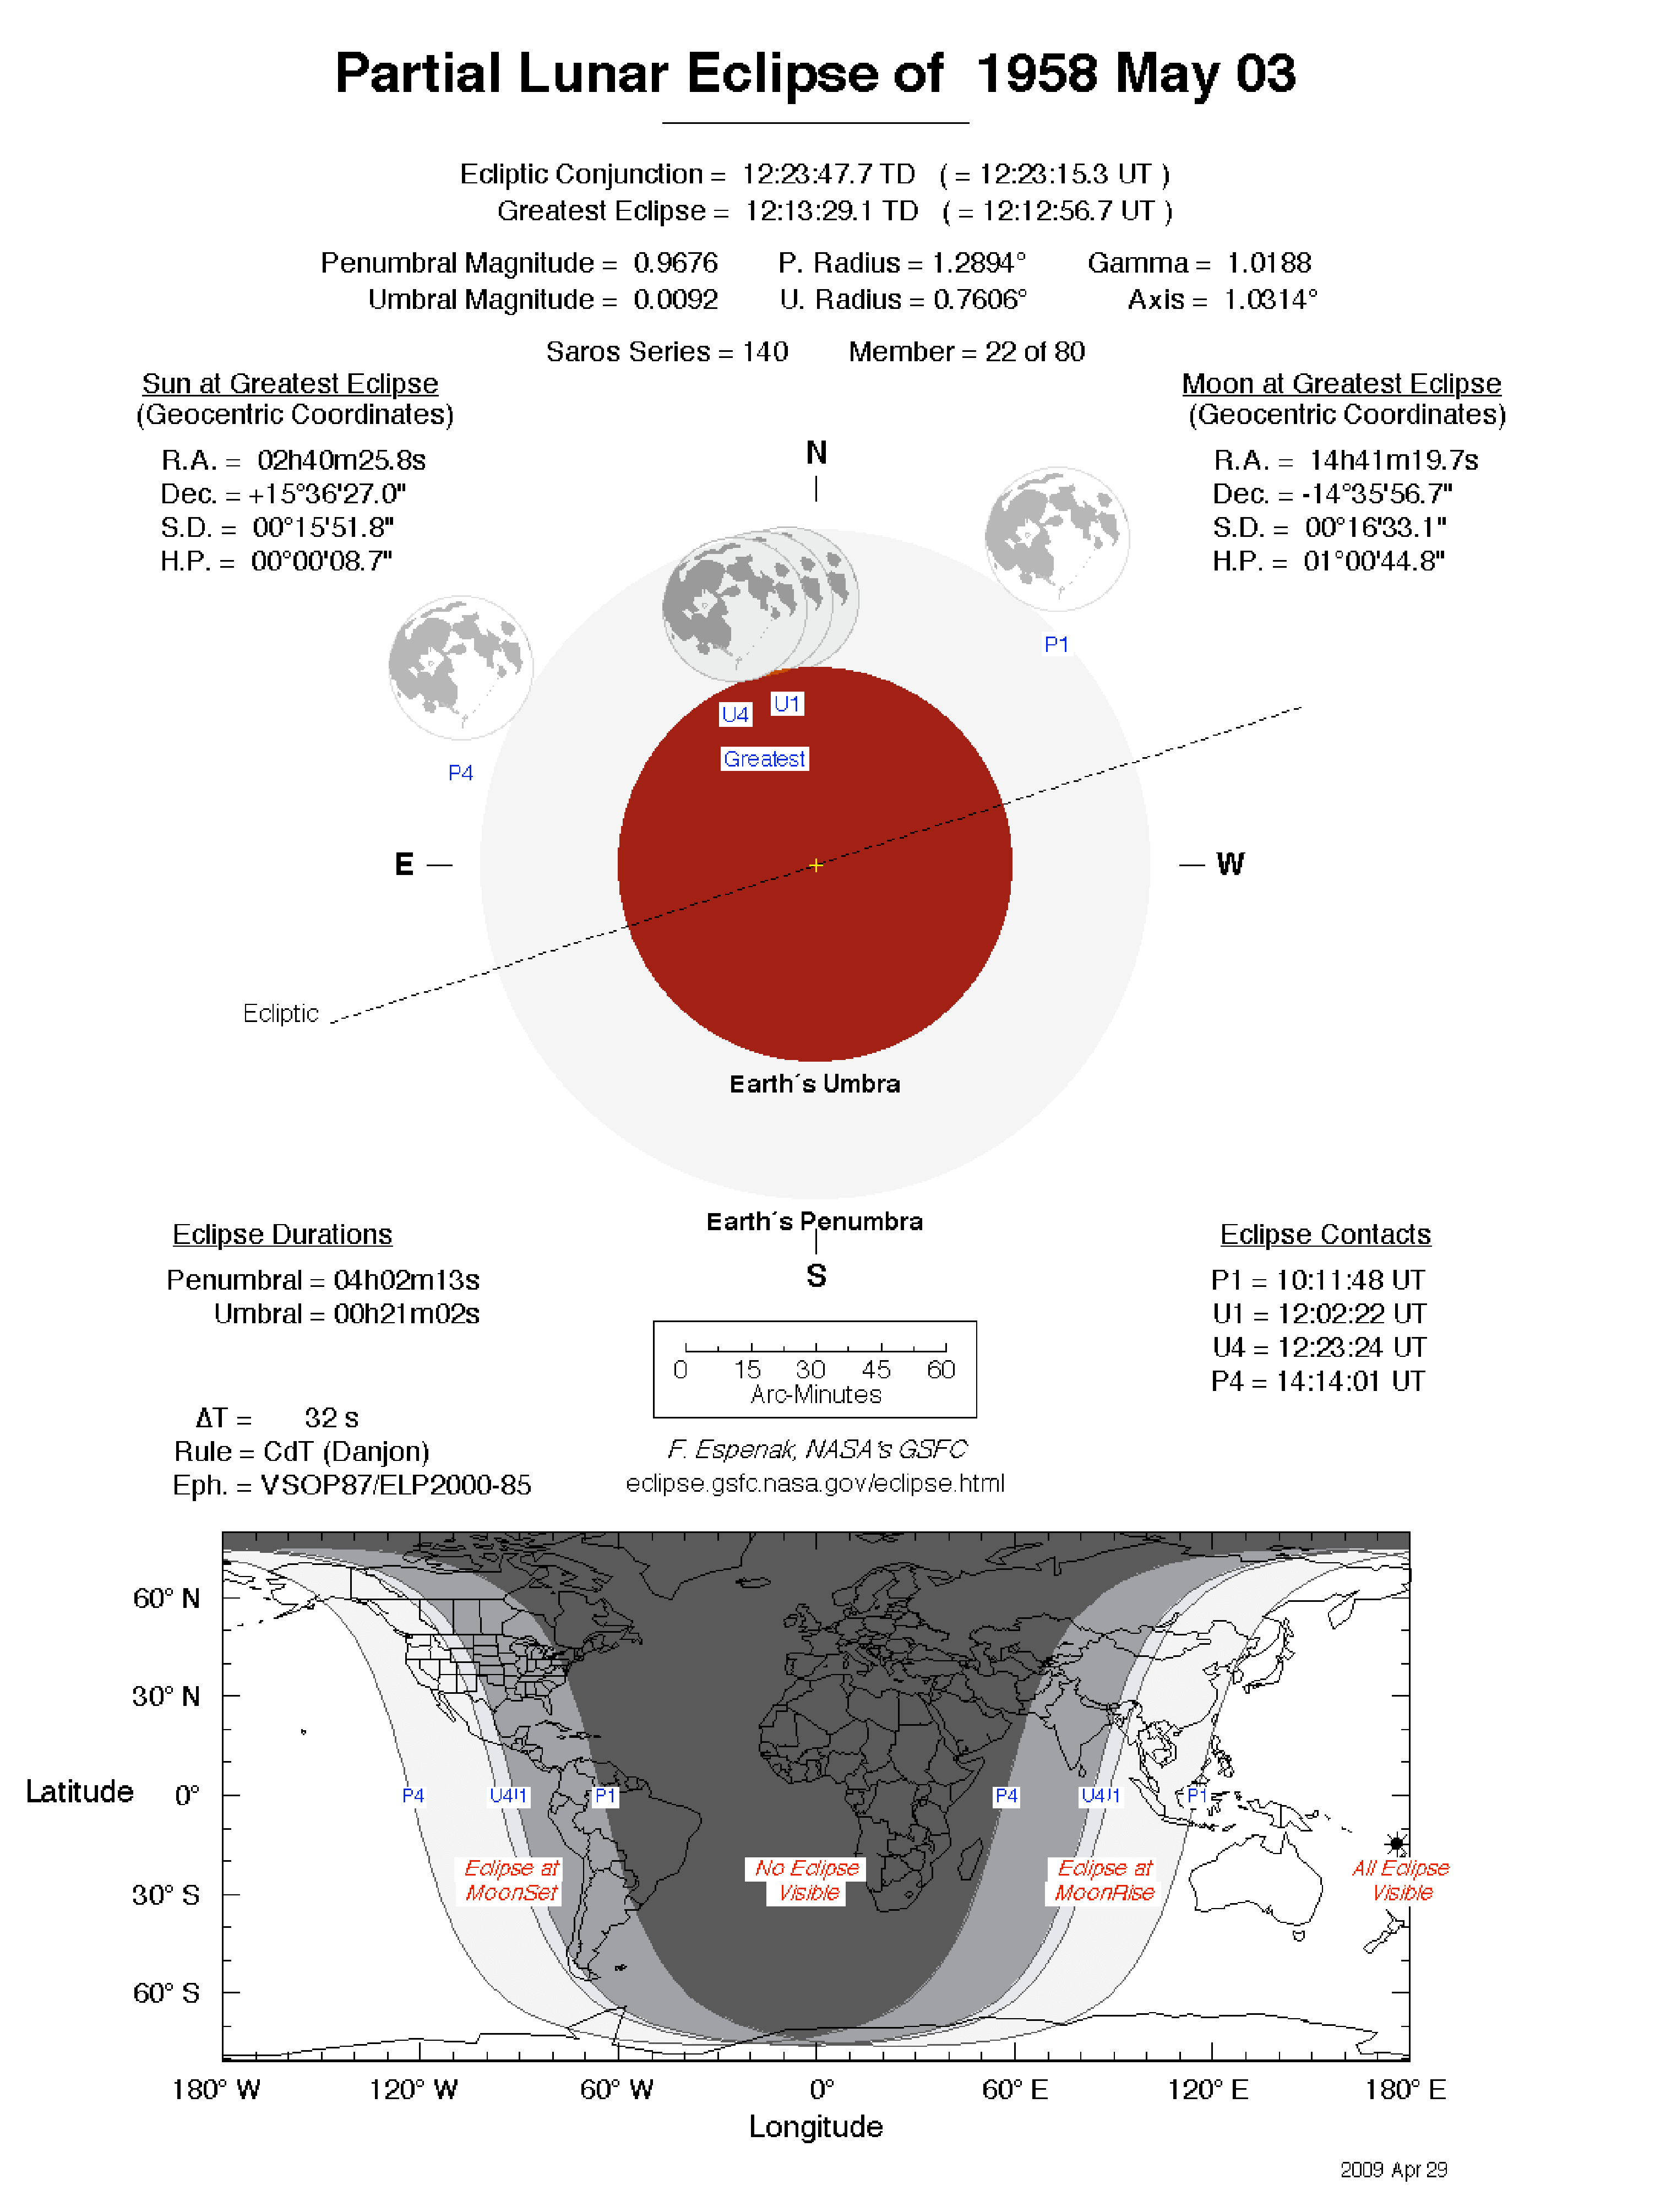 Partial Lunar Eclipse of 1958 May 03
Ecliptic Conjunction = 12:23:47.7 TD ( = 12:23:15.3 UT )
Greatest Eclipse = 12:13:29.1 TD ( = 12:12:56.7 UT )
Penumbral Magnitude = 0.9676 P. Radius = 1.2894° Gamma = 1.0188
Umbral Magnitude = 0.0092 U. Radius = 0.7606° Axis = 1.0314°
Saros Series = 140 Member = 22 of 80
Sun at Greatest Eclipse
(Geocentric Coordinates)
R.A. = 02h40m25.8s
Dec. = +15°36'27.0"
S.D. = 00°15'51.8"
H.P. = 00°00'08.7"
Moon at Greatest Eclipse
(Geocentric Coordinates)
R.A. = 14h41m19.7s
Dec. = -14°35'56.7"
S.D. = 00°16'33.1"
H.P. = 01°00'44.8"
N
P1
U4
U1
Greatest
P4
E
W
Ecliptic
Earth´s Umbra
Earth´s Penumbra
S
Eclipse Durations
Penumbral = 04h02m13s
Umbral = 00h21m02s
Eclipse Contacts
P1 = 10:11:48 UT
U1 = 12:02:22 UT
U4 = 12:23:24 UT
P4 = 14:14:01 UT
0 15 30 45 60
Arc-Minutes
ΔT = 32 s
Rule = CdT (Danjon)
Eph. = VSOP87/ELP2000-85
F. Espenak, NASA's GSFC
eclipse.gsfc.nasa.gov/eclipse.html
60° N
30° N
Latitude
0°
30° S
60° S
P4 U4 U1 P1 P4 U4 U1 P1
Eclipse at
MoonSet
No Eclipse
Visible
Eclipse at
MoonRise
All Eclipse
Visible
180° W 120° W 60° W 0° 60° E 120° E 180° E
Longitude
2009 Apr 29